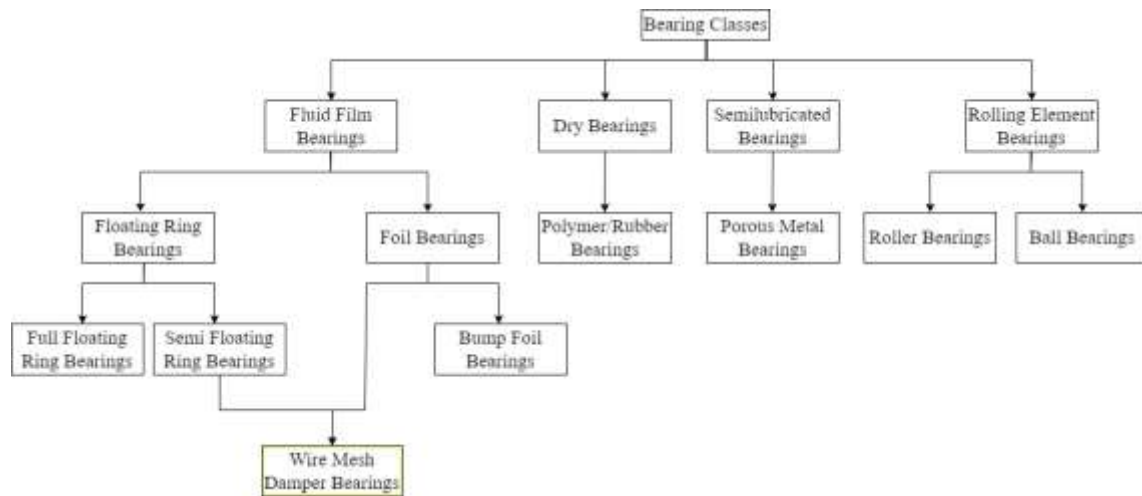 Bearing Classes
Fluid Film
Bearings
Dry Bearings
Semilubricated
Bearings
Rolling Element
Bearings
Floating Ring
Bearings
Foil Bearings
Polymer/Rubber
Bearings
Porous Metal
Bearings
Roller Bearings
Ball Bearings
Full Floating
Ring Bearings
Semi Floating
Ring Bearings
Bump Foil
Bearings
Wire Mesh
Damper Bearings